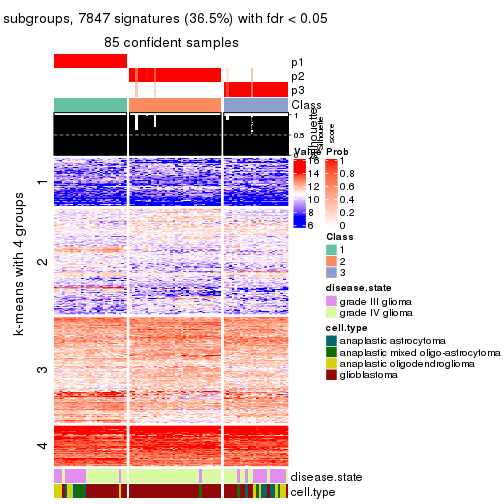 subgroups, 7847 signatures (36.5%) with fdr < 0.05
85 confident samples
p1
p2
p3
Class
1
0.5
0
Silhouette
score
Value
16
14
12
10
8
6
Prob
1
0.8
0.6
0.4
0.2
0
Class
1
2
3
disease.state
grade III glioma
grade IV glioma
cell.type
anaplastic astrocytoma
anaplastic mixed oligo-astrocytoma
anaplastic oligodendroglioma
glioblastoma
k-means with 4 groups
1
2
3
4
disease.state
cell.type